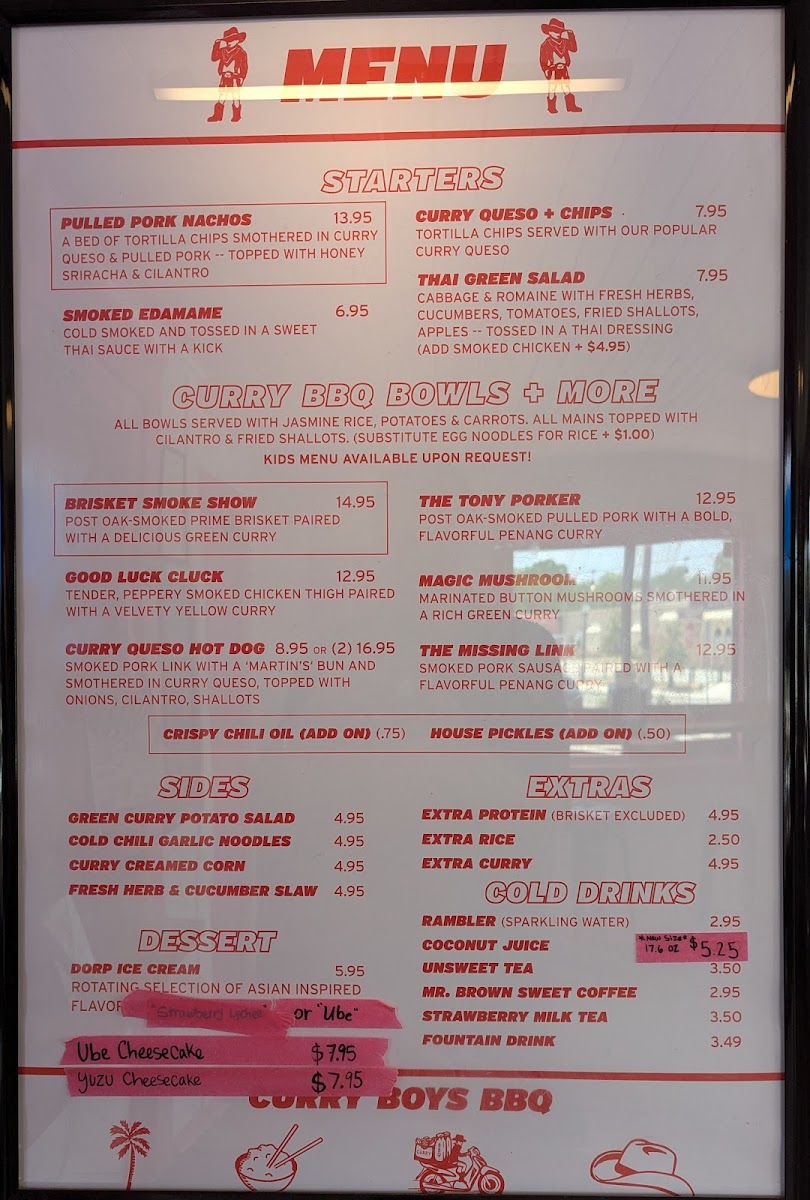 MENU
STARTERS
PULLED PORK NACHOS 13.95
A BED OF TORTILLA CHIPS SMOTHERED IN CURRY
QUESO & PULLED PORK -- TOPPED WITH HONEY
SRIRACHA & CILANTRO
SMOKED EDAMAME 6.95
COLD SMOKED AND TOSSED IN A SWEET
THAI SAUCE WITH A KICK
CURRY QUESO + CHIPS 7.95
TORTILLA CHIPS SERVED WITH OUR POPULAR
CURRY QUESO
THAI GREEN SALAD 7.95
CABBAGE & ROMAINE WITH FRESH HERBS,
CUCUMBERS, TOMATOES, FRIED SHALLOTS,
APPLES -- TOSSED IN A THAI DRESSING
(ADD SMOKED CHICKEN + $4.95)
CURRY BBQ BOWLS + MORE
ALL BOWLS SERVED WITH JASMINE RICE, POTATOES & CARROTS. ALL MAINS TOPPED WITH
CILANTRO & FRIED SHALLOTS. (SUBSTITUTE EGG NOODLES FOR RICE + $1.00)
KIDS MENU AVAILABLE UPON REQUEST!
BRISKET SMOKE SHOW 14.95
POST OAK-SMOKED PRIME BRISKET PAIRED
WITH A DELICIOUS GREEN CURRY
GOOD LUCK CLUCK 12.95
TENDER, PEPPERY SMOKED CHICKEN THIGH PAIRED
WITH A VELVETY YELLOW CURRY
CURRY QUESO HOT DOG 8.95 OR (2) 16.95
SMOKED PORK LINK WITH A 'MARTIN'S' BUN AND
SMOTHERED IN CURRY QUESO, TOPPED WITH
ONIONS, CILANTRO, SHALLOTS
THE TONY PORKER 12.95
POST OAK-SMOKED PULLED PORK WITH A BOLD,
FLAVORFUL PENANG CURRY
MAGIC MUSHROOM 11.95
MARINATED BUTTON MUSHROOMS SMOTHERED IN
A RICH GREEN CURRY
THE MISSING LINK 12.95
SMOKED PORK SAUSAGE PAIRED WITH A
FLAVORFUL PENANG CURRY
CRISPY CHILI OIL (ADD ON) (.75) HOUSE PICKLES (ADD ON) (.50)
SIDES
GREEN CURRY POTATO SALAD 4.95
COLD CHILI GARLIC NOODLES 4.95
CURRY CREAMED CORN 4.95
FRESH HERB & CUCUMBER SLAW 4.95
DESSERT
DORP ICE CREAM 5.95
ROTATING SELECTION OF ASIAN INSPIRED
FLAVOR "Strawberry Lychee" or "Ube"
Ube Cheesecake $7.95
Yuzu Cheesecake $7.95
EXTRAS
EXTRA PROTEIN (BRISKET EXCLUDED) 4.95
EXTRA RICE 2.50
EXTRA CURRY 4.95
COLD DRINKS
RAMBLER (SPARKLING WATER) 2.95
COCONUT JUICE *NEW SIZE* 17.6 OZ $5.25
UNSWEET TEA 3.50
MR. BROWN SWEET COFFEE 2.95
STRAWBERRY MILK TEA 3.50
FOUNTAIN DRINK 3.49
CURRY BOYS BBQ
CURRY